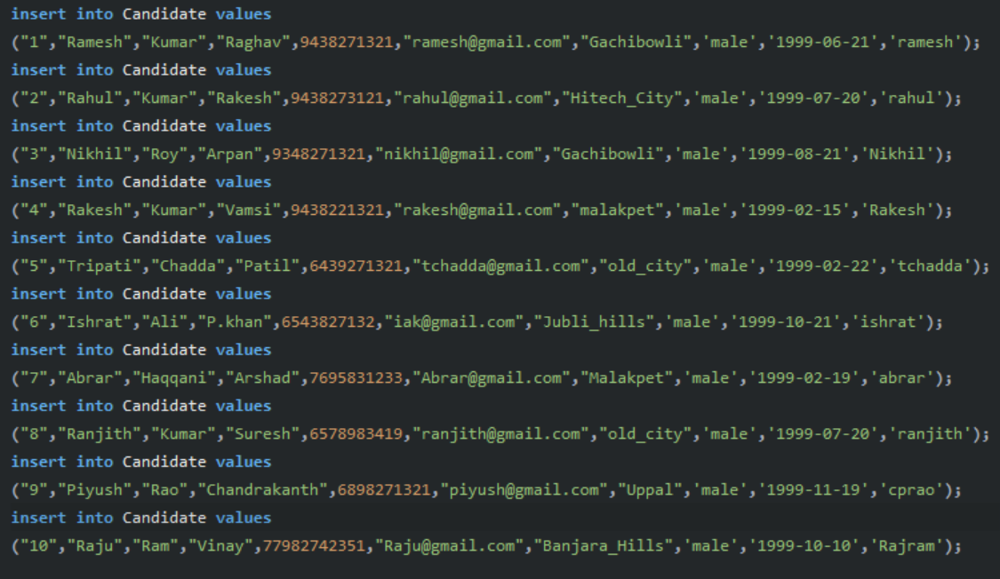 insert into Candidate values
("1","Ramesh","Kumar","Raghav",9438271321,"ramesh@gmail.com","Gachibowli",'male','1999-06-21','ramesh');
insert into Candidate values
("2","Rahul","Kumar","Rakesh",9438273121,"rahul@gmail.com","Hitech_City",'male','1999-07-20','rahul');
insert into Candidate values
("3","Nikhil","Roy","Arpan",9348271321,"nikhil@gmail.com","Gachibowli",'male','1999-08-21','Nikhil');
insert into Candidate values
("4","Rakesh","Kumar","Vamsi",9438221321,"rakesh@gmail.com","malakpet",'male','1999-02-15','Rakesh');
insert into Candidate values
("5","Tripati","Chadda","Patil",6439271321,"tchadda@gmail.com","old_city",'male','1999-02-22','tchadda');
insert into Candidate values
("6","Ishrat","Ali","P.khan",6543827132,"iak@gmail.com","Jubli_hills",'male','1999-10-21','ishrat');
insert into Candidate values
("7","Abrar","Haqqani","Arshad",7695831233,"Abrar@gmail.com","Malakpet",'male','1999-02-19','abrar');
insert into Candidate values
("8","Ranjith","Kumar","Suresh",6578983419,"ranjith@gmail.com","old_city",'male','1999-07-20','ranjith');
insert into Candidate values
("9","Piyush","Rao","Chandrakanth",6898271321,"piyush@gmail.com","Uppal",'male','1999-11-19','cprao');
insert into Candidate values
("10","Raju","Ram","Vinay",77982742351,"Raju@gmail.com","Banjara_Hills",'male','1999-10-10','Rajram');